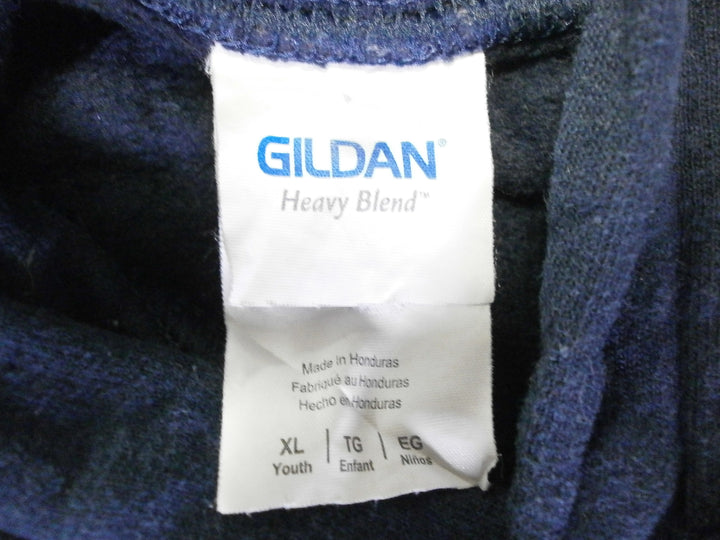 GILDAN®
Heavy Blend™
Made in Honduras
Fabriqué au Honduras
Hecho en Honduras
XL | TG | EG
Youth Enfant Niños